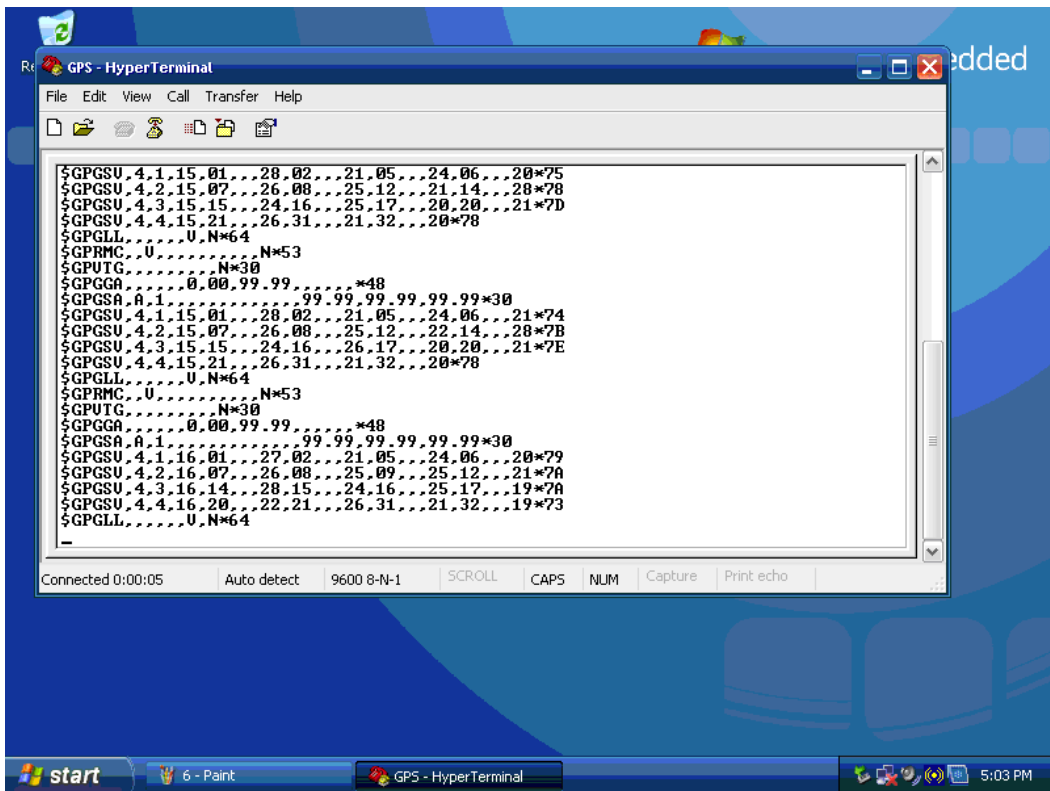 Re
edded
GPS - HyperTerminal
File Edit View Call Transfer Help
$GPGSV,4,1,15,01,,,28,02,,,21,05,,,24,06,,,20*75
$GPGSV,4,2,15,07,,,26,08,,,25,12,,,21,14,,,28*78
$GPGSV,4,3,15,15,,,24,16,,,25,17,,,20,20,,,21*7D
$GPGSV,4,4,15,21,,,26,31,,,21,32,,,20*78
$GPGLL,,,,,,V,N*64
$GPRMC,,V,,,,,,,,,,N*53
$GPVTG,,,,,,,,,N*30
$GPGGA,,,,,,0,00,99.99,,,,,,*48
$GPGSA,A,1,,,,,,,,,,,,,99.99,99.99,99.99*30
$GPGSV,4,1,15,01,,,28,02,,,21,05,,,24,06,,,21*74
$GPGSV,4,2,15,07,,,26,08,,,25,12,,,22,14,,,28*7B
$GPGSV,4,3,15,15,,,24,16,,,26,17,,,20,20,,,21*7E
$GPGSV,4,4,15,21,,,26,31,,,21,32,,,20*78
$GPGLL,,,,,,V,N*64
$GPRMC,,V,,,,,,,,,,N*53
$GPVTG,,,,,,,,,N*30
$GPGGA,,,,,,0,00,99.99,,,,,,*48
$GPGSA,A,1,,,,,,,,,,,,,99.99,99.99,99.99*30
$GPGSV,4,1,16,01,,,27,02,,,21,05,,,24,06,,,20*79
$GPGSV,4,2,16,07,,,26,08,,,25,09,,,25,12,,,21*7A
$GPGSV,4,3,16,14,,,28,15,,,24,16,,,25,17,,,19*7A
$GPGSV,4,4,16,20,,,22,21,,,26,31,,,21,32,,,19*73
$GPGLL,,,,,,V,N*64
Connected 0:00:05 Auto detect 9600 8-N-1 SCROLL CAPS NUM Capture Print echo
start 6 - Paint GPS - HyperTerminal 5:03 PM